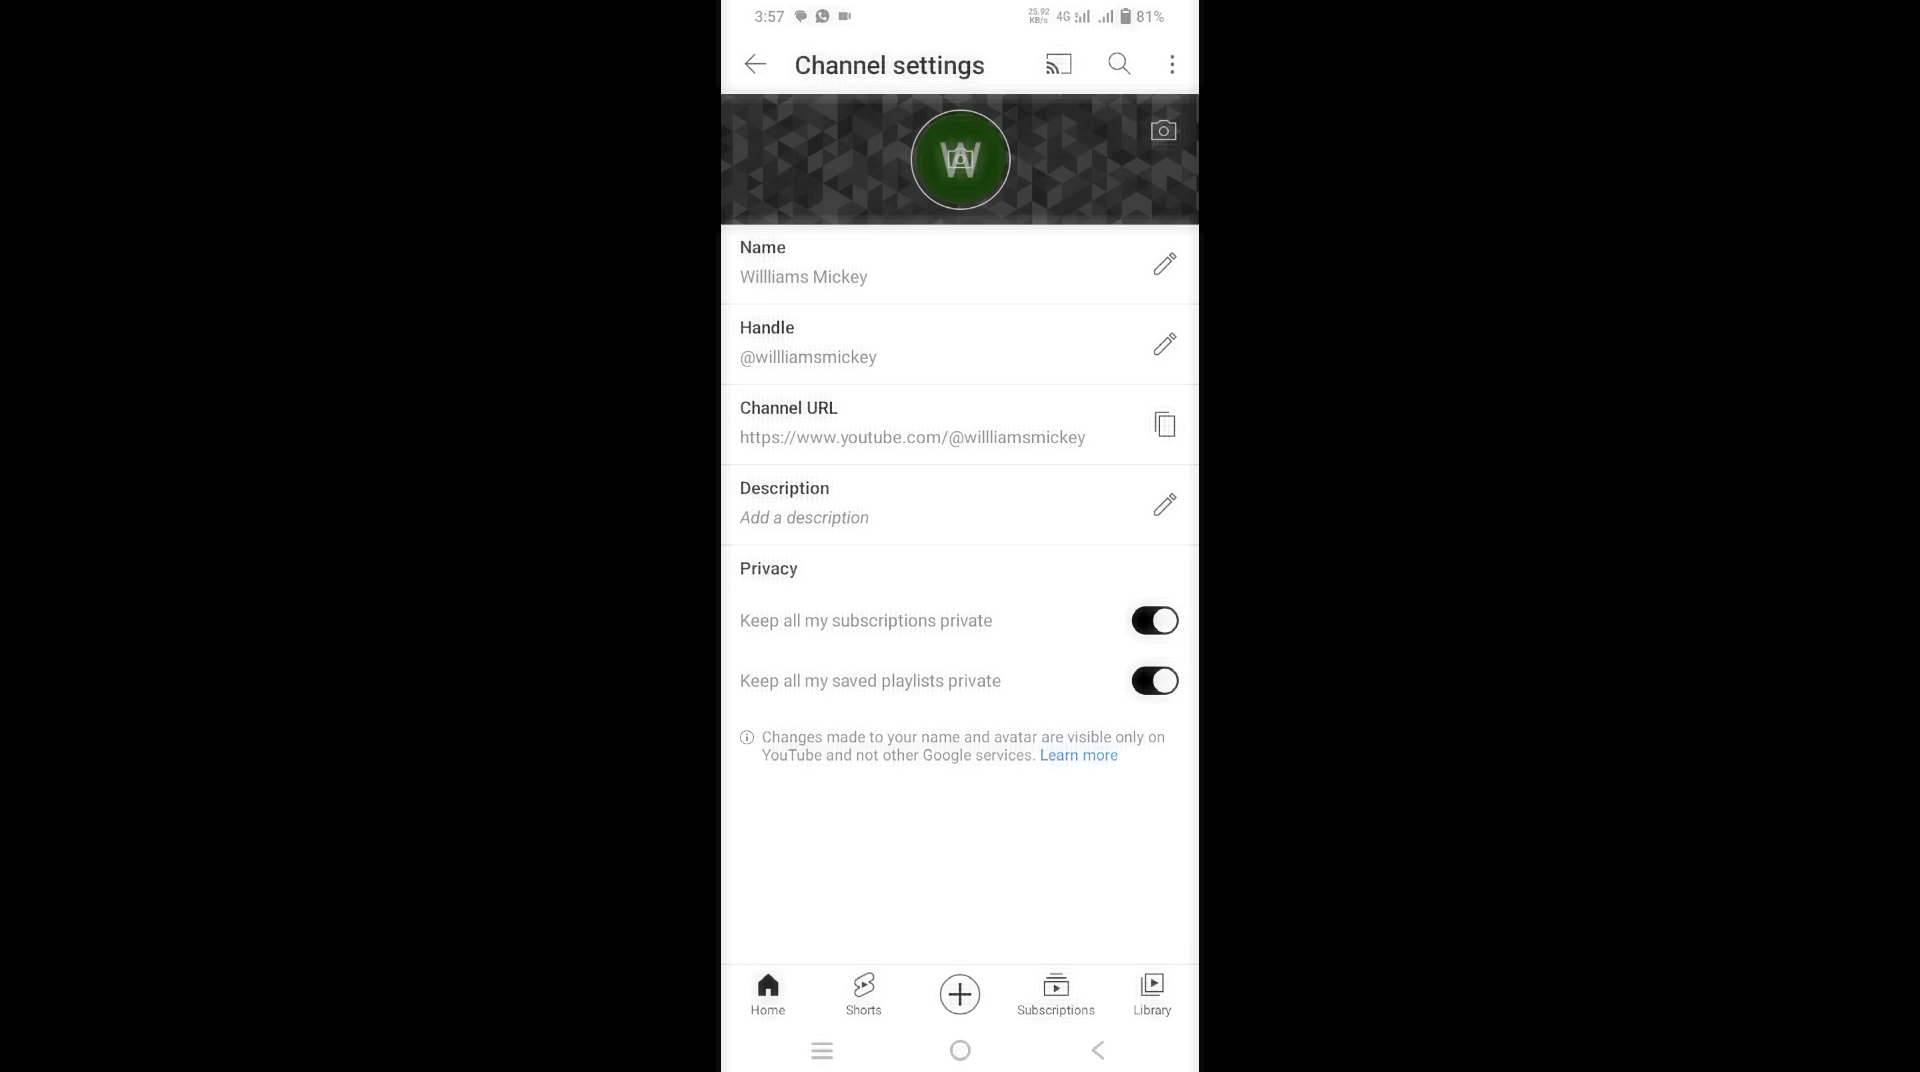 3:57 25.92 KB/s 4G 81%
Channel settings
W
Name
Willliams Mickey
Handle
@willliamsmickey
Channel URL
https://www.youtube.com/@willliamsmickey
Description
Add a description
Privacy
Keep all my subscriptions private
Keep all my saved playlists private
Changes made to your name and avatar are visible only on
YouTube and not other Google services. Learn more
Home Shorts Subscriptions Library